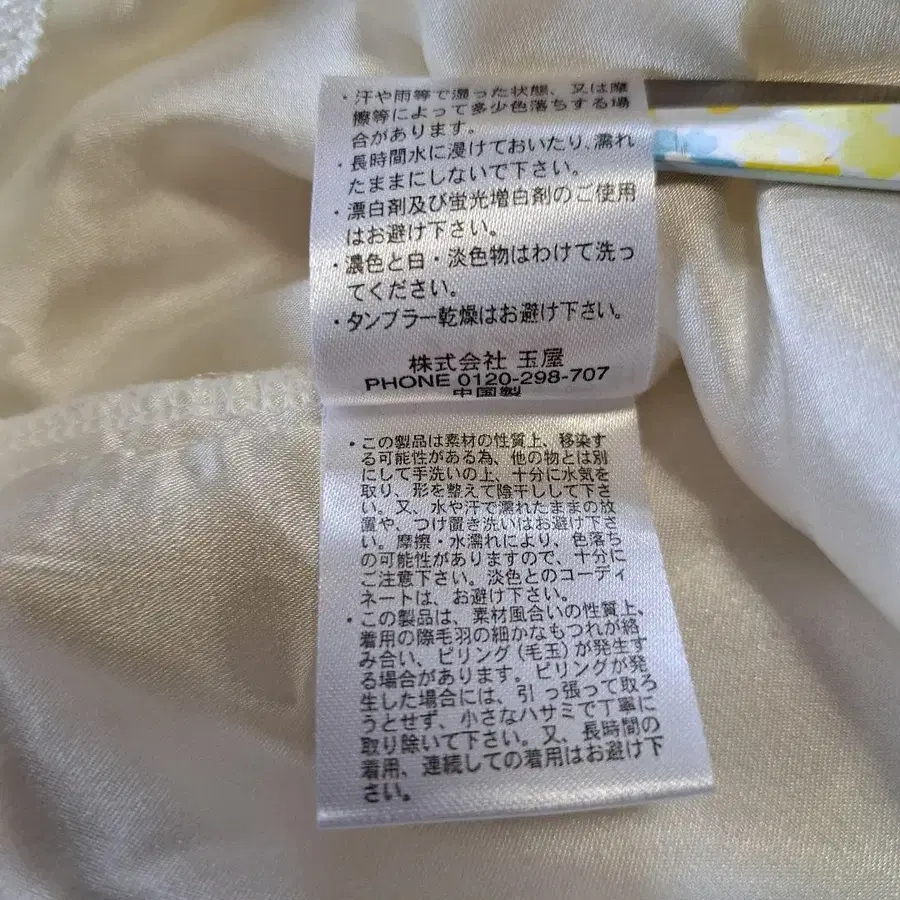 ・汗や雨等で湿った状態、又は摩
擦等によって多少色落ちする場
合があります。
・長時間水に浸けておいたり、濡れ
たままにしないで下さい。
・漂白剤及び蛍光増白剤のご使用
はお避け下さい。
・濃色と白・淡色物はわけて洗っ
てください。
・タンブラー乾燥はお避け下さい。
株式会社 玉屋
PHONE 0120-298-707
中国製
・この製品は素材の性質上、移染す
る可能性がある為、他の物とは別
にして手洗いの上、十分に水気を
取り、形を整えて陰干しして下さ
い。又、水や汗で濡れたままの放
置や、つけ置き洗いはお避け下さ
い。摩擦・水濡れにより、色落ち
の可能性がありますので、十分に
ご注意下さい。淡色とのコーディ
ネートは、お避け下さい。
・この製品は、素材風合いの性質上、
着用の際毛羽の細かなもつれが絡
み合い、ピリング(毛玉)が発生す
る場合があります。ピリングが発
生した場合には、引っ張って取ろ
うとせず、小さなハサミで丁寧に
取り除いて下さい。又、長時間の
着用、連続しての着用はお避け下
さい。